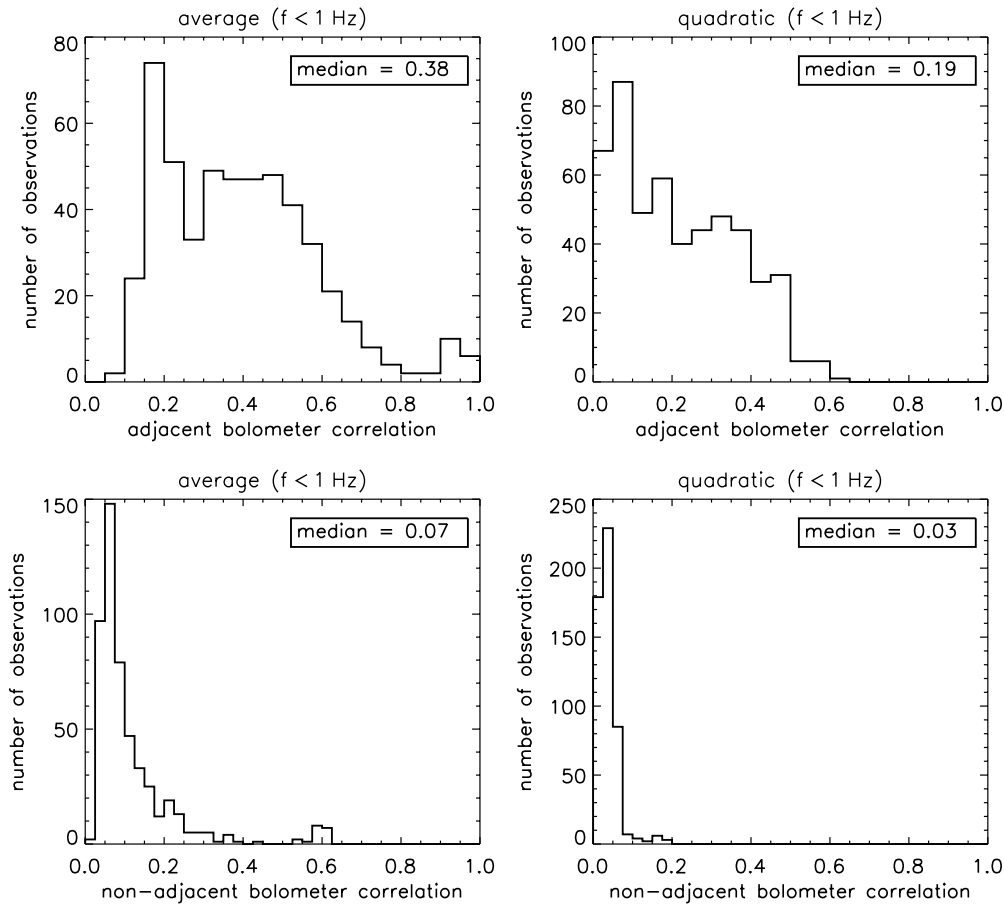 average (f < 1 Hz)
median = 0.38
number of observations
80
60
40
20
0
0.0 0.2 0.4 0.6 0.8 1.0
adjacent bolometer correlation
quadratic (f < 1 Hz)
median = 0.19
number of observations
100
80
60
40
20
0
0.0 0.2 0.4 0.6 0.8 1.0
adjacent bolometer correlation
average (f < 1 Hz)
median = 0.07
number of observations
150
100
50
0
0.0 0.2 0.4 0.6 0.8 1.0
non-adjacent bolometer correlation
quadratic (f < 1 Hz)
median = 0.03
number of observations
250
200
150
100
50
0
0.0 0.2 0.4 0.6 0.8 1.0
non-adjacent bolometer correlation